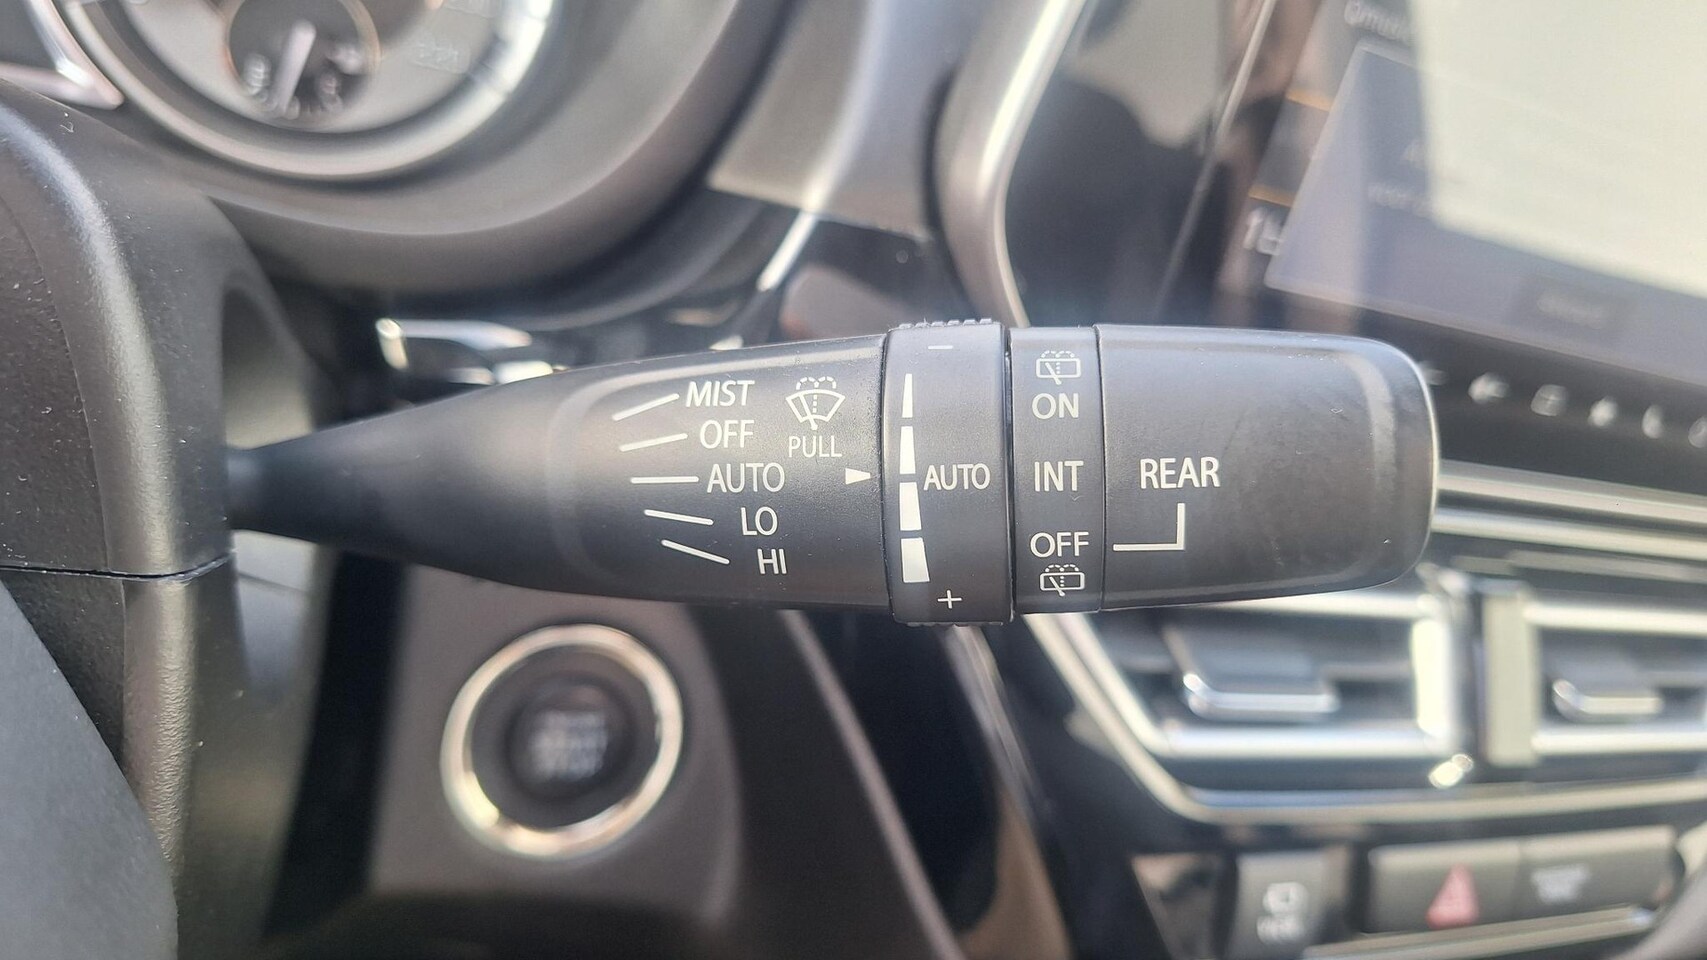 MIST
OFF
PULL
AUTO
LO
HI
−
AUTO
+
ON
INT
OFF
REAR